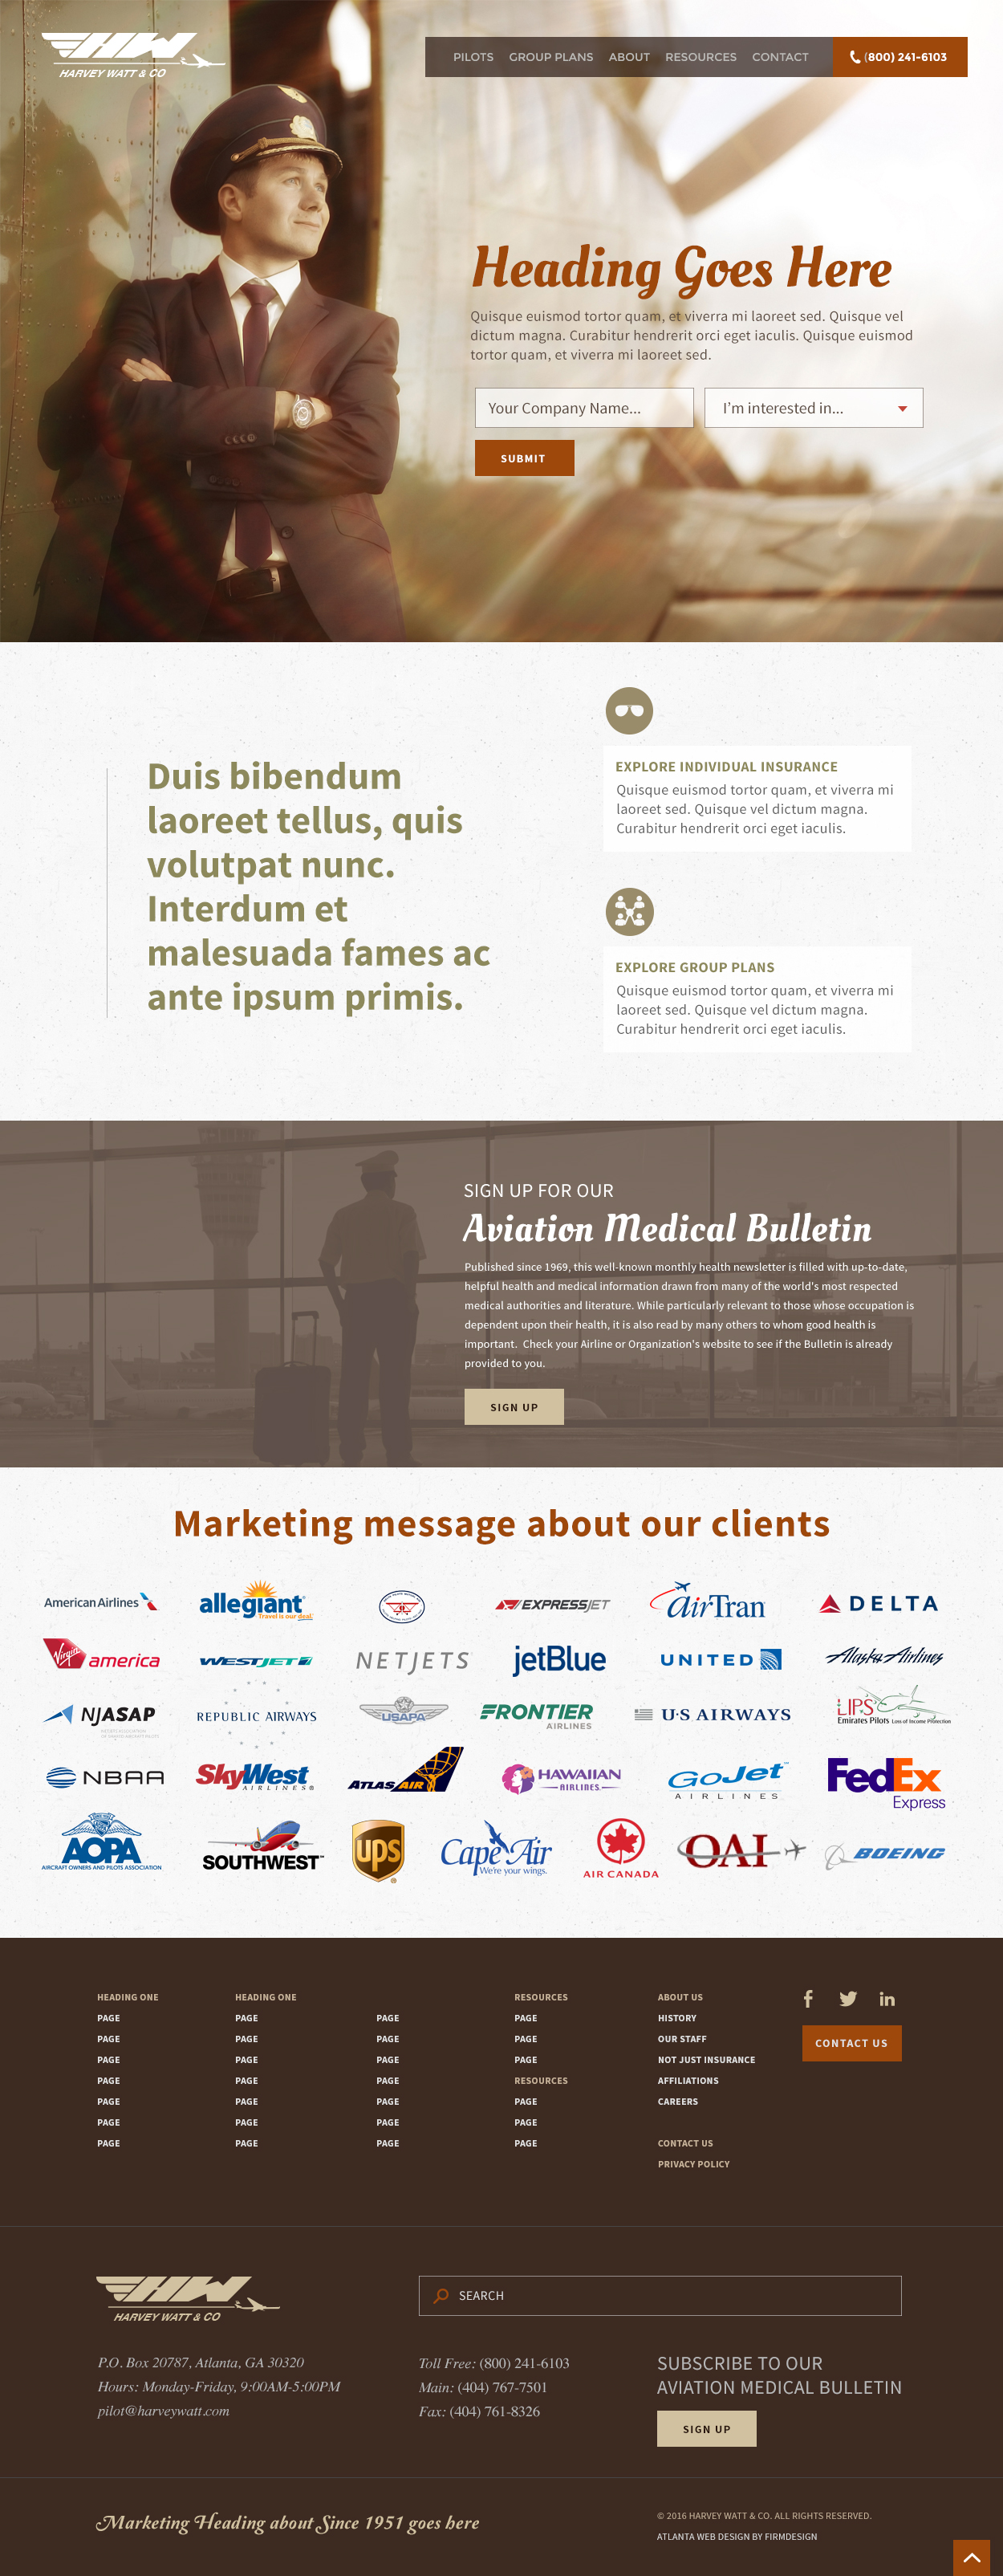 HARVEY WATT & CO
PILOTS GROUP PLANS ABOUT RESOURCES CONTACT (800) 241-6103
Heading Goes Here
Quisque euismod tortor quam, et viverra mi laoreet sed. Quisque vel
dictum magna. Curabitur hendrerit orci eget iaculis. Quisque euismod
tortor quam, et viverra mi laoreet sed.
Your Company Name... I'm interested in...
SUBMIT
Duis bibendum
laoreet tellus, quis
volutpat nunc.
Interdum et
malesuada fames ac
ante ipsum primis.
EXPLORE INDIVIDUAL INSURANCE
Quisque euismod tortor quam, et viverra mi
laoreet sed. Quisque vel dictum magna.
Curabitur hendrerit orci eget iaculis.
EXPLORE GROUP PLANS
Quisque euismod tortor quam, et viverra mi
laoreet sed. Quisque vel dictum magna.
Curabitur hendrerit orci eget iaculis.
SIGN UP FOR OUR
Aviation Medical Bulletin
Published since 1969, this well-known monthly health newsletter is filled with up-to-date,
helpful health and medical information drawn from many of the world's most respected
medical authorities and literature. While particularly relevant to those whose occupation is
dependent upon their health, it is also read by many others to whom good health is
important. Check your Airline or Organization's website to see if the Bulletin is already
provided to you.
SIGN UP
Marketing message about our clients
American Airlines
allegiant
Travel is our deal.
EXPRESSJET
airTran
DELTA
Virgin america
WESTJET
NETJETS
jetBlue
UNITED
Alaska Airlines
NJASAP
REPUBLIC AIRWAYS
USAPA
FRONTIER
AIRLINES
U·S AIRWAYS
LIPS
Emirates Pilots Loss of Income Protection
NBAA
SkyWest
AIRLINES
ATLAS AIR
HAWAIIAN
AIRLINES
GoJet
AIRLINES
FedEx
Express
AOPA
AIRCRAFT OWNERS AND PILOTS ASSOCIATION
SOUTHWEST
ups
Cape Air
We're your wings.
AIR CANADA
OAI
BOEING
HEADING ONE
PAGE
PAGE
PAGE
PAGE
PAGE
PAGE
PAGE
HEADING ONE
PAGE
PAGE
PAGE
PAGE
PAGE
PAGE
PAGE
PAGE
PAGE
PAGE
PAGE
PAGE
PAGE
PAGE
RESOURCES
PAGE
PAGE
PAGE
RESOURCES
PAGE
PAGE
PAGE
ABOUT US
HISTORY
OUR STAFF
NOT JUST INSURANCE
AFFILIATIONS
CAREERS
CONTACT US
PRIVACY POLICY
f in
CONTACT US
HARVEY WATT & CO
SEARCH
P.O. Box 20787, Atlanta, GA 30320
Hours: Monday-Friday, 9:00AM-5:00PM
pilot@harveywatt.com
Toll Free: (800) 241-6103
Main: (404) 767-7501
Fax: (404) 761-8326
SUBSCRIBE TO OUR
AVIATION MEDICAL BULLETIN
SIGN UP
Marketing Heading about Since 1951 goes here
© 2016 HARVEY WATT & CO. ALL RIGHTS RESERVED.
ATLANTA WEB DESIGN BY FIRMDESIGN